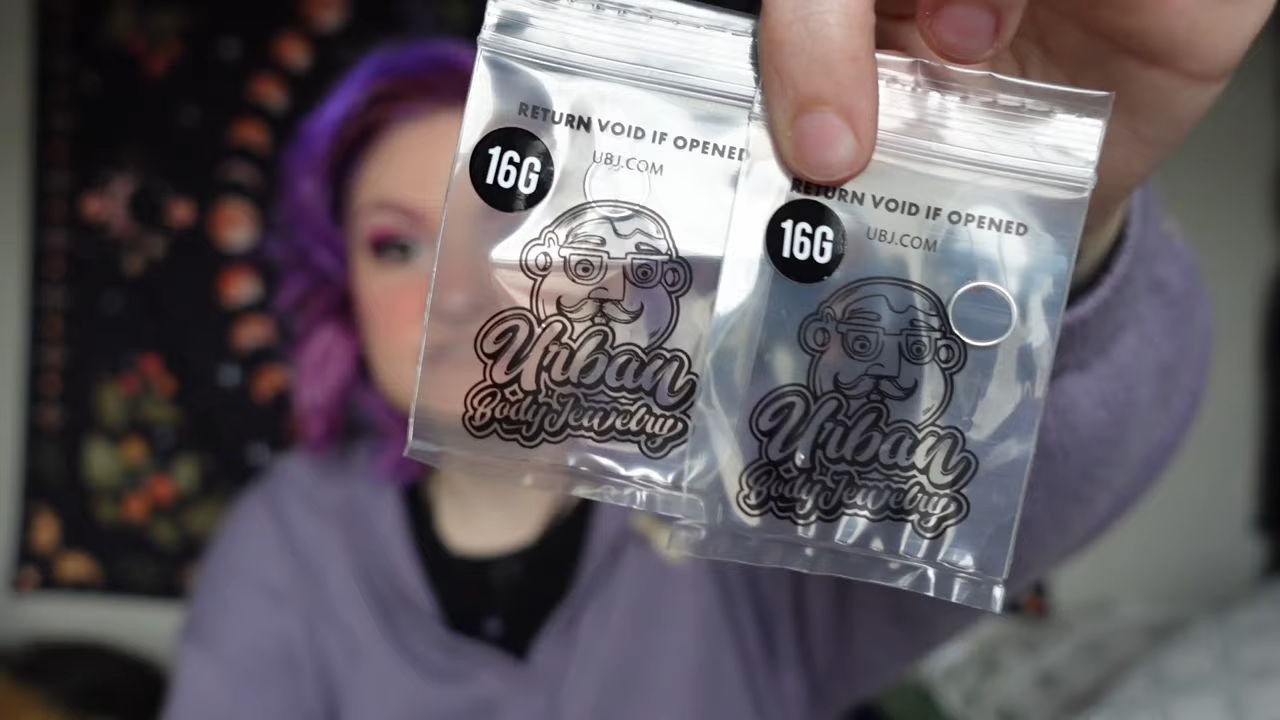 RETURN VOID IF OPENED
UBJ.COM
16G
Urban
Body Jewelry
RETURN VOID IF OPENED
UBJ.COM
16G
Urban
Body Jewelry